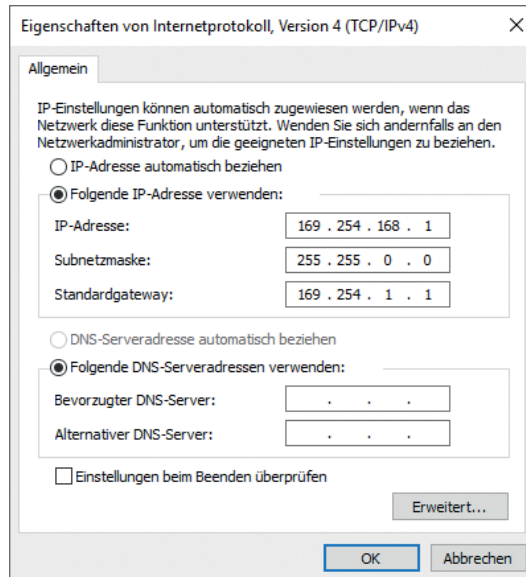 Eigenschaften von Internetprotokoll, Version 4 (TCP/IPv4)
Allgemein
IP-Einstellungen können automatisch zugewiesen werden, wenn das
Netzwerk diese Funktion unterstützt. Wenden Sie sich andernfalls an den
Netzwerkadministrator, um die geeigneten IP-Einstellungen zu beziehen.
IP-Adresse automatisch beziehen
Folgende IP-Adresse verwenden:
IP-Adresse: 169 . 254 . 168 . 1
Subnetzmaske: 255 . 255 . 0 . 0
Standardgateway: 169 . 254 . 1 . 1
DNS-Serveradresse automatisch beziehen
Folgende DNS-Serveradressen verwenden:
Bevorzugter DNS-Server: . . .
Alternativer DNS-Server: . . .
Einstellungen beim Beenden überprüfen
Erweitert...
OK Abbrechen